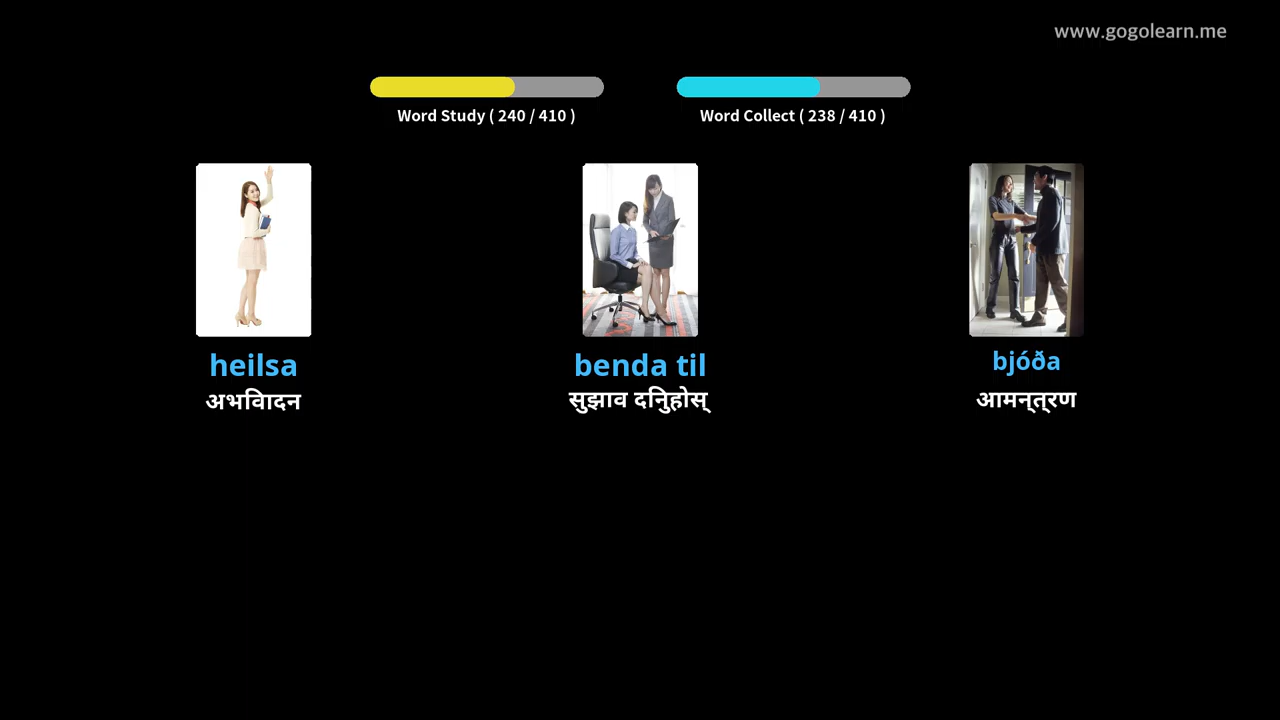 www.gogolearn.me
Word Study ( 240 / 410 )
Word Collect ( 238 / 410 )
heilsa
benda til
bjóða
अभिवादन
सुझाव दिनुहोस्
आमन्त्रण